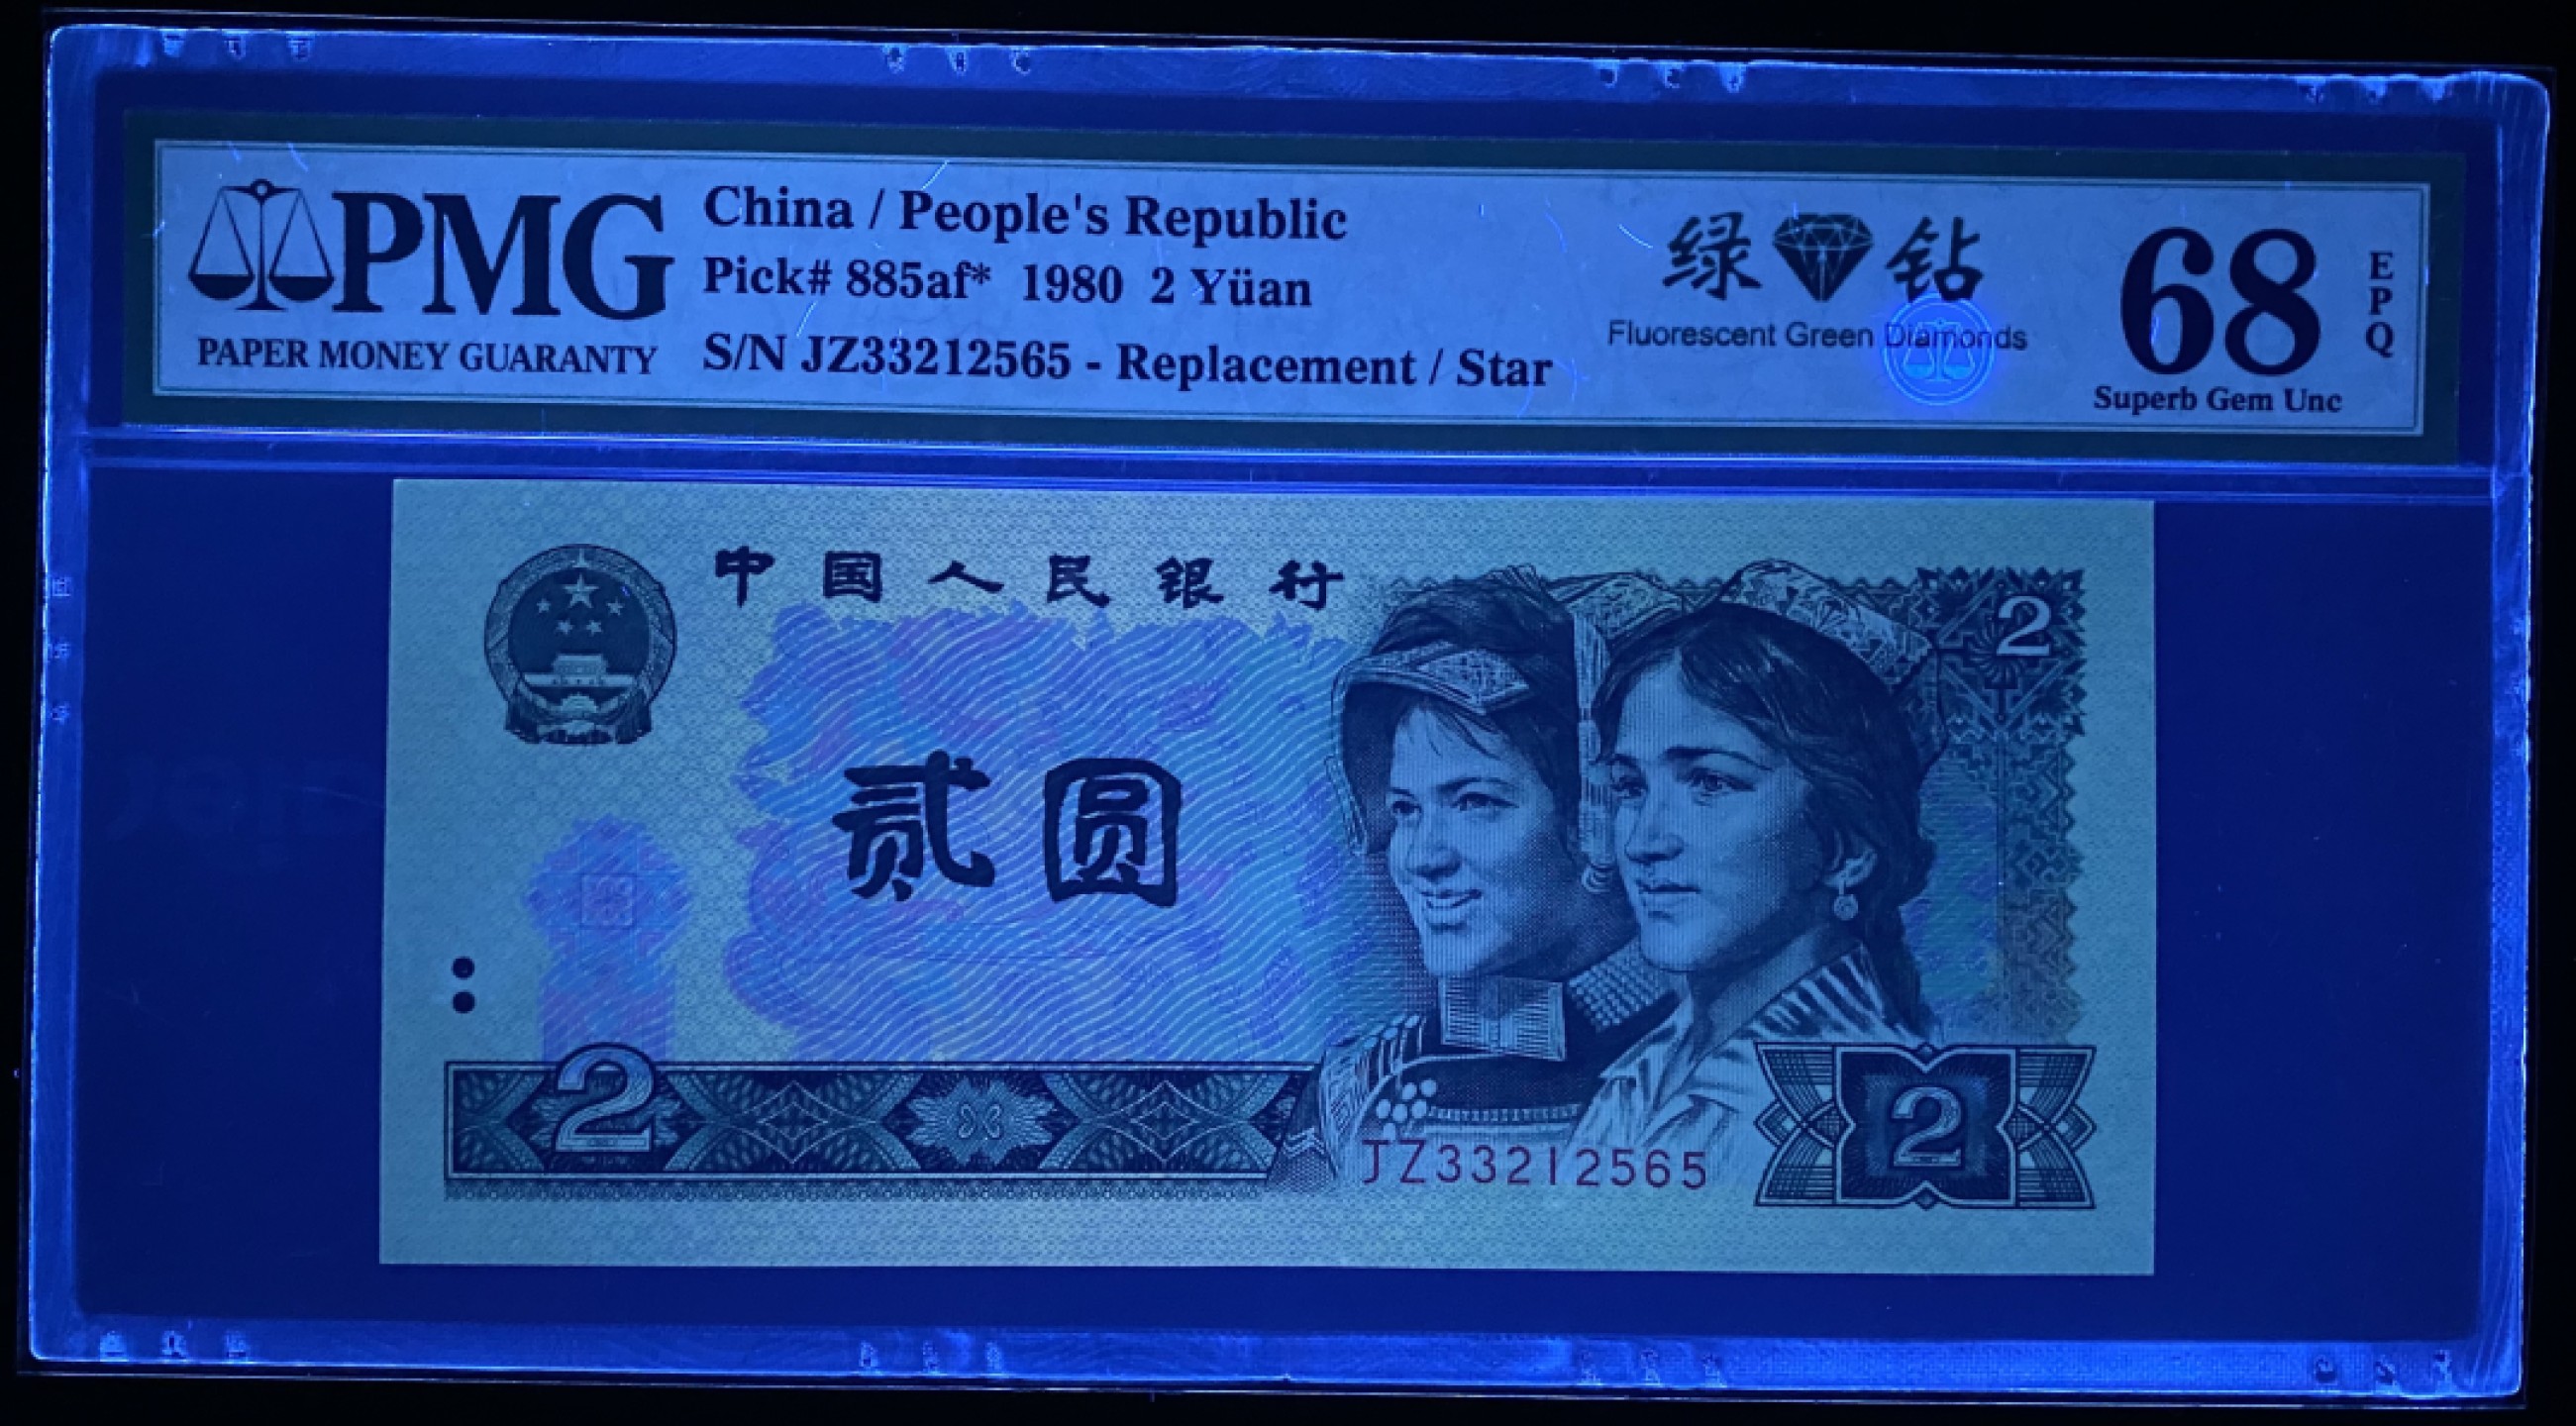 PMG
PAPER MONEY GUARANTY
China / People's Republic
Pick# 885af* 1980 2 Yüan
S/N JZ33212565 - Replacement / Star
绿钻
Fluorescent Green Diamonds
68
EPQ
Superb Gem Unc
中国人民银行
2
贰圆
2
JZ33212565
2